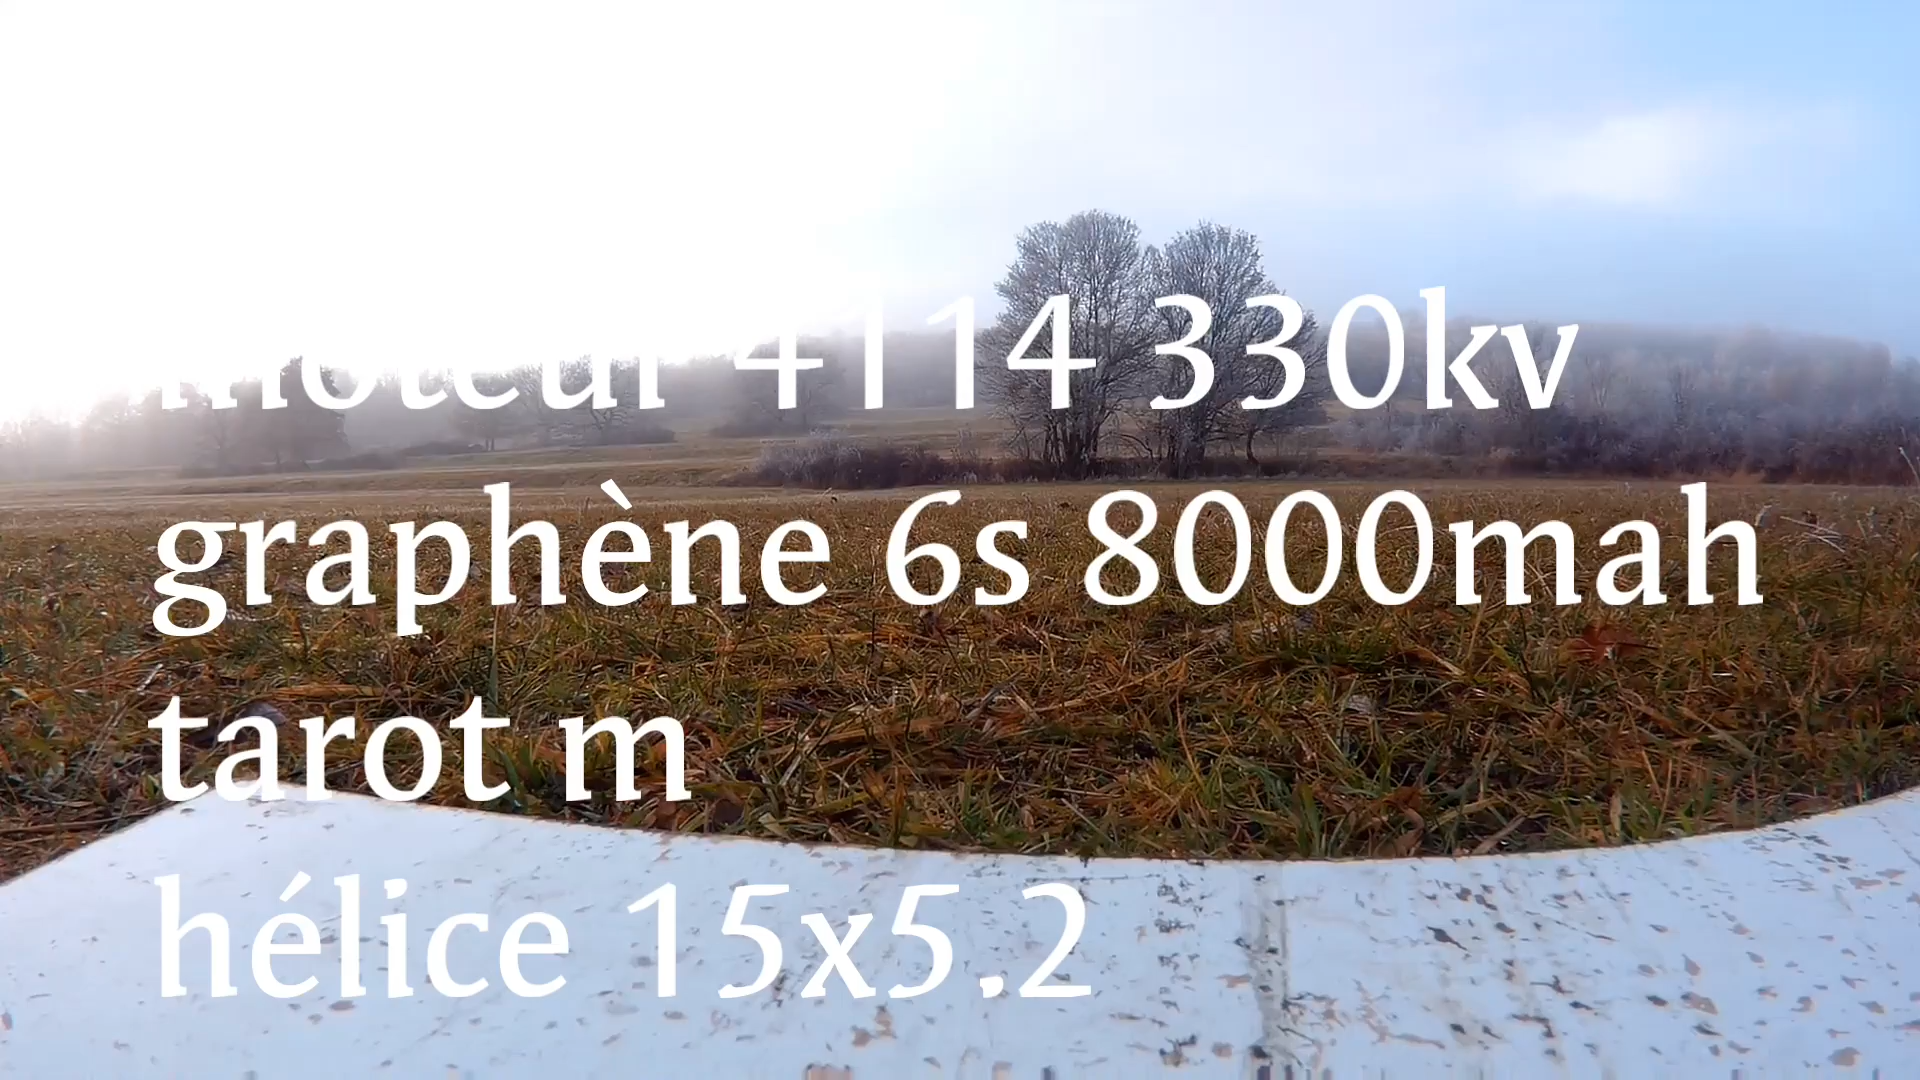 moteur 4114 330kv
graphène 6s 8000mah
tarot m
hélice 15x5.2